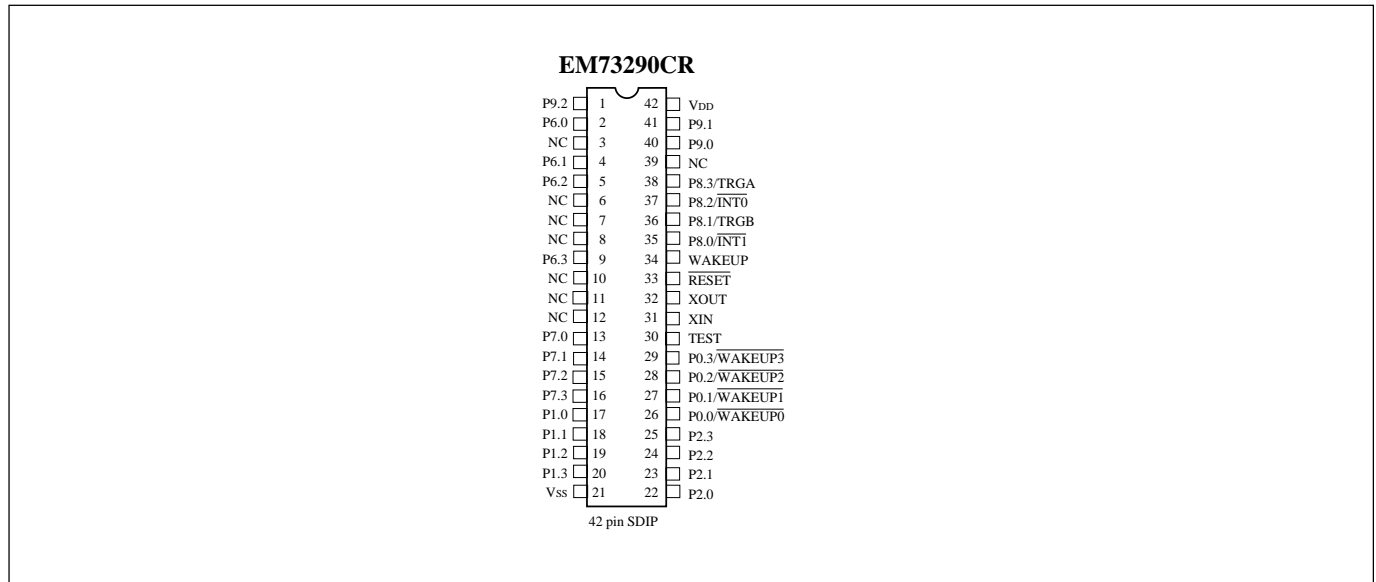 EM73290CR
P9.2 1 42 VDD
P6.0 2 41 P9.1
NC 3 40 P9.0
P6.1 4 39 NC
P6.2 5 38 P8.3/TRGA
NC 6 37 P8.2/INT0
NC 7 36 P8.1/TRGB
NC 8 35 P8.0/INT1
P6.3 9 34 WAKEUP
NC 10 33 RESET
NC 11 32 XOUT
NC 12 31 XIN
P7.0 13 30 TEST
P7.1 14 29 P0.3/WAKEUP3
P7.2 15 28 P0.2/WAKEUP2
P7.3 16 27 P0.1/WAKEUP1
P1.0 17 26 P0.0/WAKEUP0
P1.1 18 25 P2.3
P1.2 19 24 P2.2
P1.3 20 23 P2.1
Vss 21 22 P2.0
42 pin SDIP